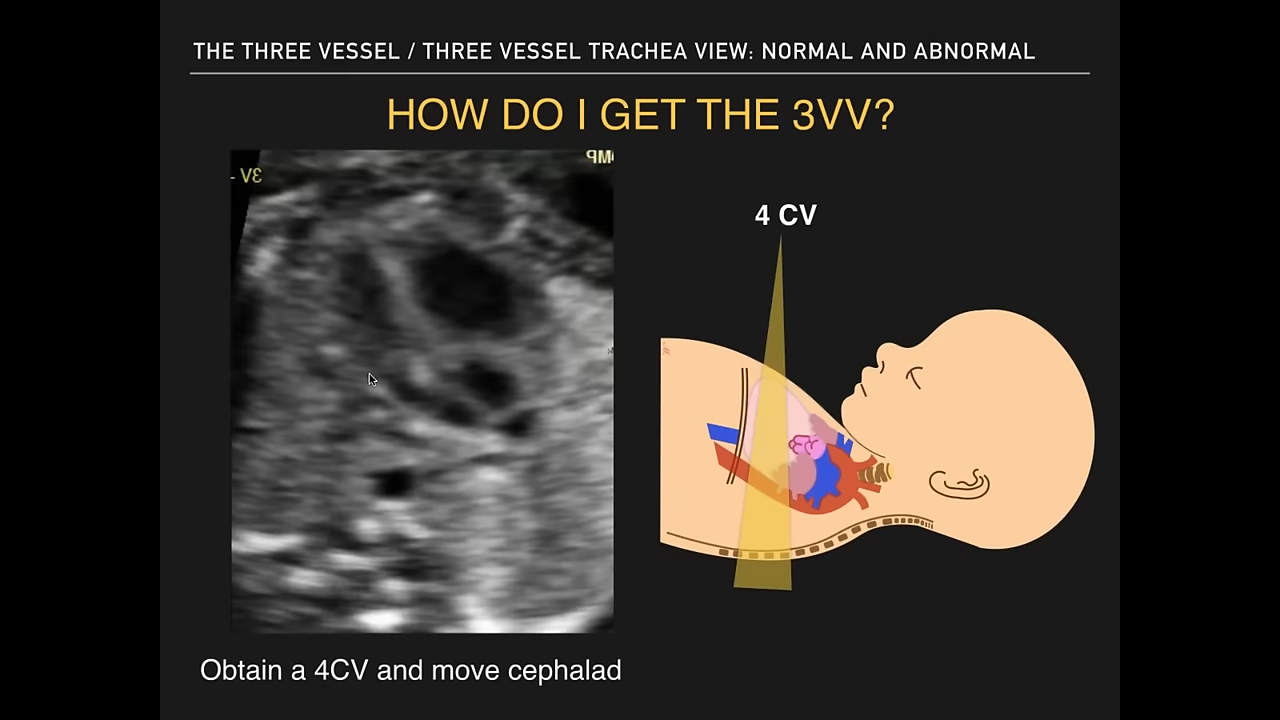 THE THREE VESSEL / THREE VESSEL TRACHEA VIEW: NORMAL AND ABNORMAL
HOW DO I GET THE 3VV?
4 CV
Obtain a 4CV and move cephalad